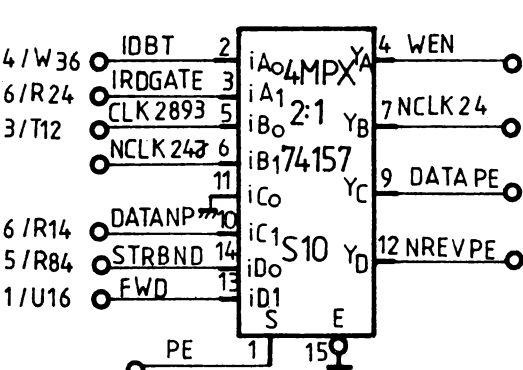 IDBT 2 iA0 4MPX YA 4 WEN
4/W36
IRDGATE 3 iA1
6/R24
CLK2893 5 iB0 2:1 YB 7 NCLK24
3/T12
NCLK24 6 iB1 74157
11 iC0 YC 9 DATAPE
DATANP 10 iC1
6/R14
STRBND 14 iD0 S10 YD 12 NREVPE
5/R84
FWD 13 iD1
1/U16
S E
PE 1 15